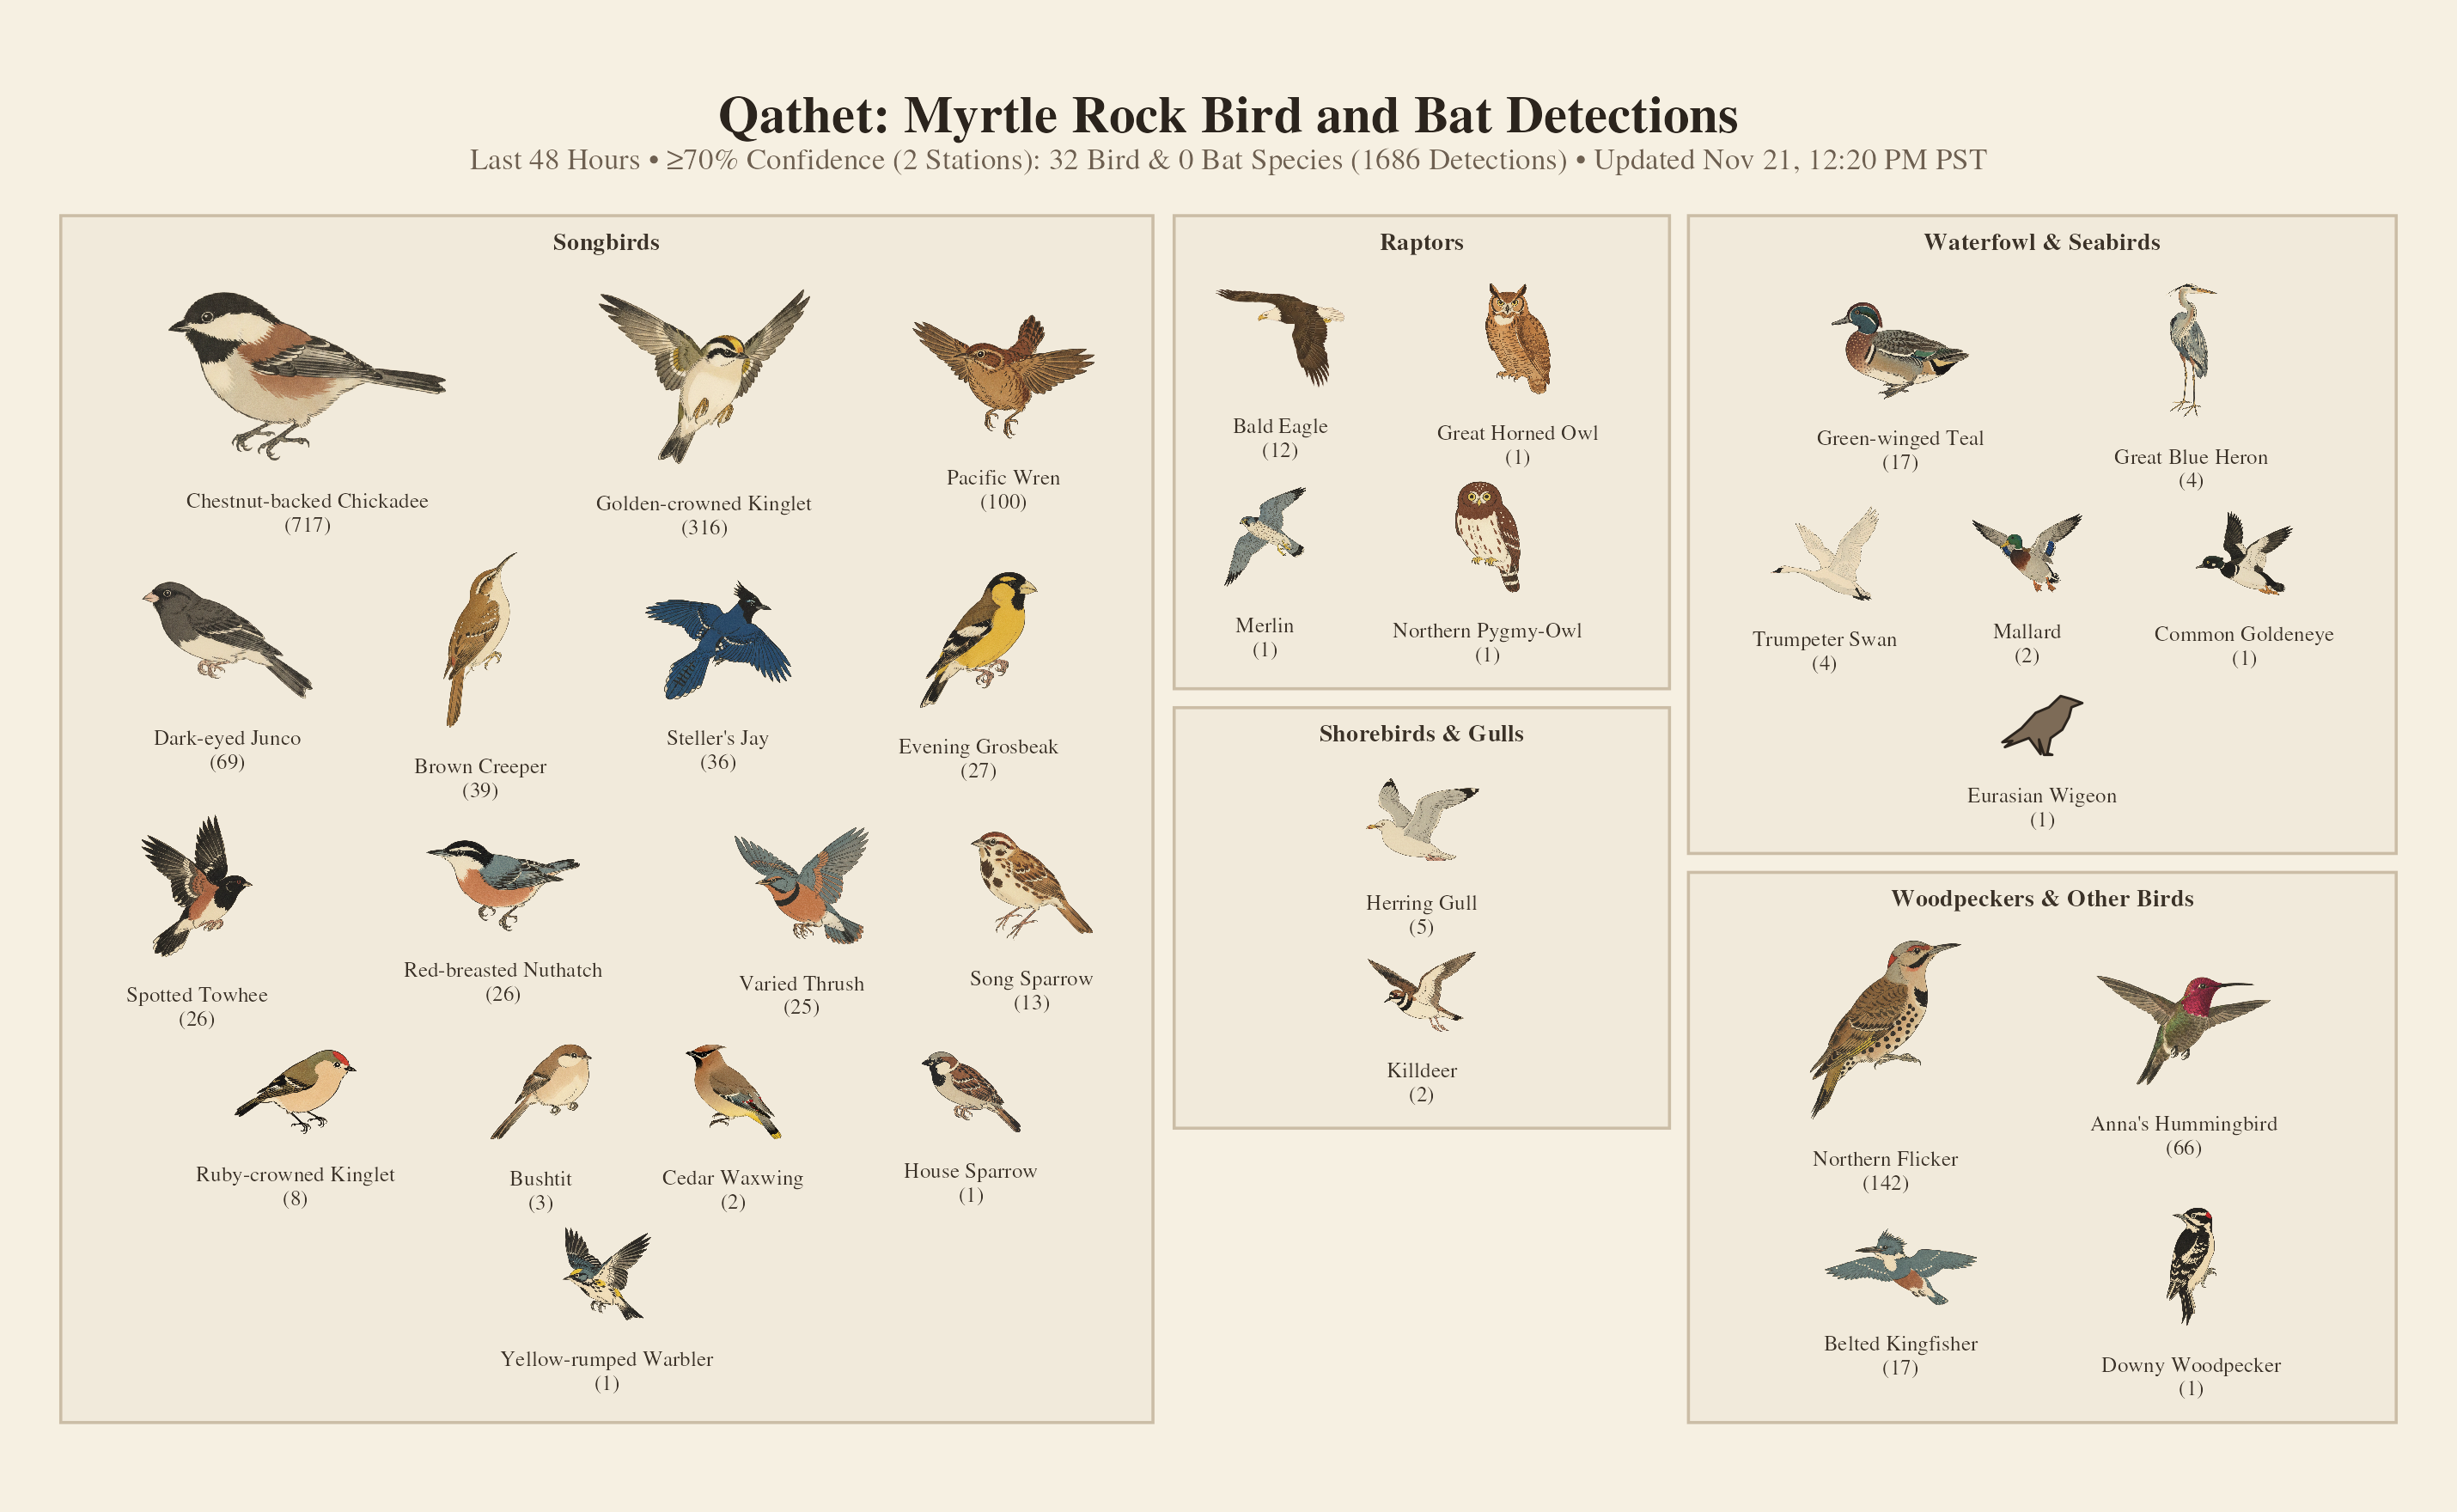 Qathet: Myrtle Rock Bird and Bat Detections
Last 48 Hours • ≥70% Confidence (2 Stations): 32 Bird & 0 Bat Species (1686 Detections) • Updated Nov 21, 12:20 PM PST
Songbirds
Chestnut-backed Chickadee
(717)
Golden-crowned Kinglet
(316)
Pacific Wren
(100)
Dark-eyed Junco
(69)
Brown Creeper
(39)
Steller's Jay
(36)
Evening Grosbeak
(27)
Spotted Towhee
(26)
Red-breasted Nuthatch
(26)
Varied Thrush
(25)
Song Sparrow
(13)
Ruby-crowned Kinglet
(8)
Bushtit
(3)
Cedar Waxwing
(2)
House Sparrow
(1)
Yellow-rumped Warbler
(1)
Raptors
Bald Eagle
(12)
Great Horned Owl
(1)
Merlin
(1)
Northern Pygmy-Owl
(1)
Shorebirds & Gulls
Herring Gull
(5)
Killdeer
(2)
Waterfowl & Seabirds
Green-winged Teal
(17)
Great Blue Heron
(4)
Trumpeter Swan
(4)
Mallard
(2)
Common Goldeneye
(1)
Eurasian Wigeon
(1)
Woodpeckers & Other Birds
Northern Flicker
(142)
Anna's Hummingbird
(66)
Belted Kingfisher
(17)
Downy Woodpecker
(1)